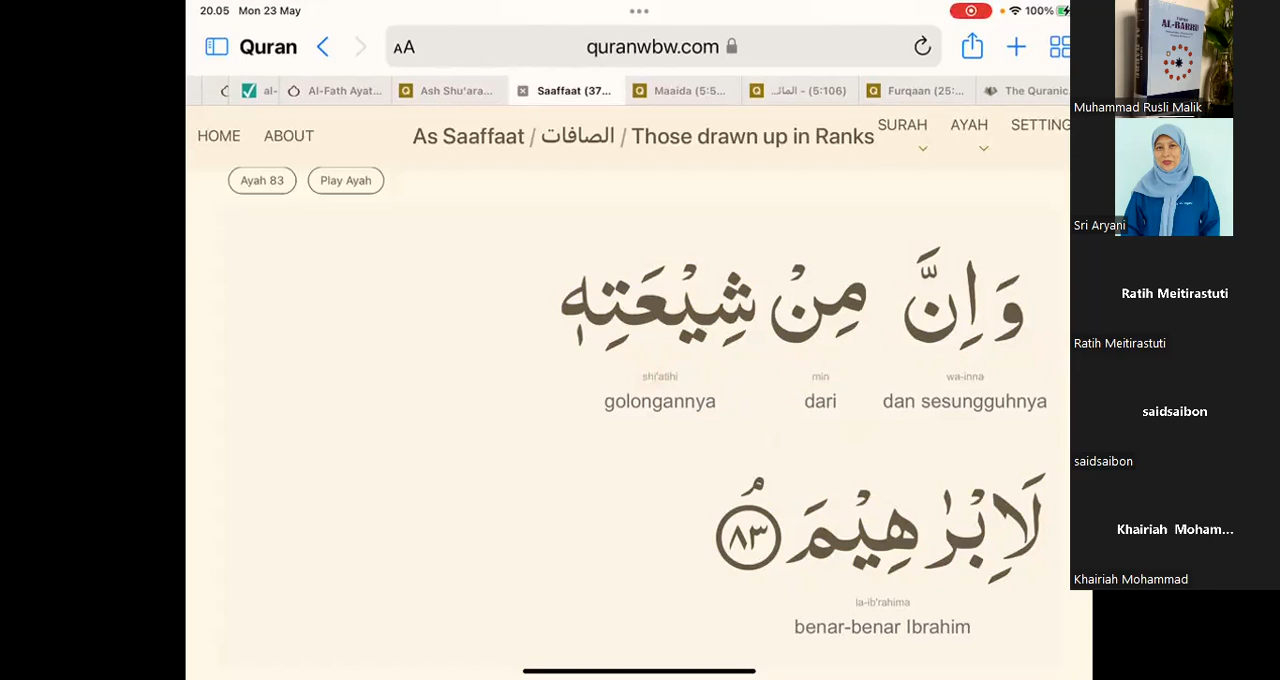 20.05 Mon 23 May
100%
Quran
AA
quranwbw.com
al-
Al-Fath Ayat...
Ash Shu'ara...
Saaffaat (37...
Maaida (5:5...
...المائـ - (5:106)
Furqaan (25:...
The Quranic
HOME
ABOUT
As Saaffaat / الصافات / Those drawn up in Ranks
SURAH
AYAH
SETTING
Ayah 83
Play Ayah
وَاِنَّ مِنْ شِيْعَتِهٖ
shi'atihi min wa-inna
golongannya dari dan sesungguhnya
لَاِبْرٰهِيْمَ ۘ ٨٣
la-ib'rahima
benar-benar Ibrahim
AL-BARRU
Muhammad Rusli Malik
Sri Aryani
Ratih Meitirastuti
Ratih Meitirastuti
saidsaibon
saidsaibon
Khairiah Moham...
Khairiah Mohammad